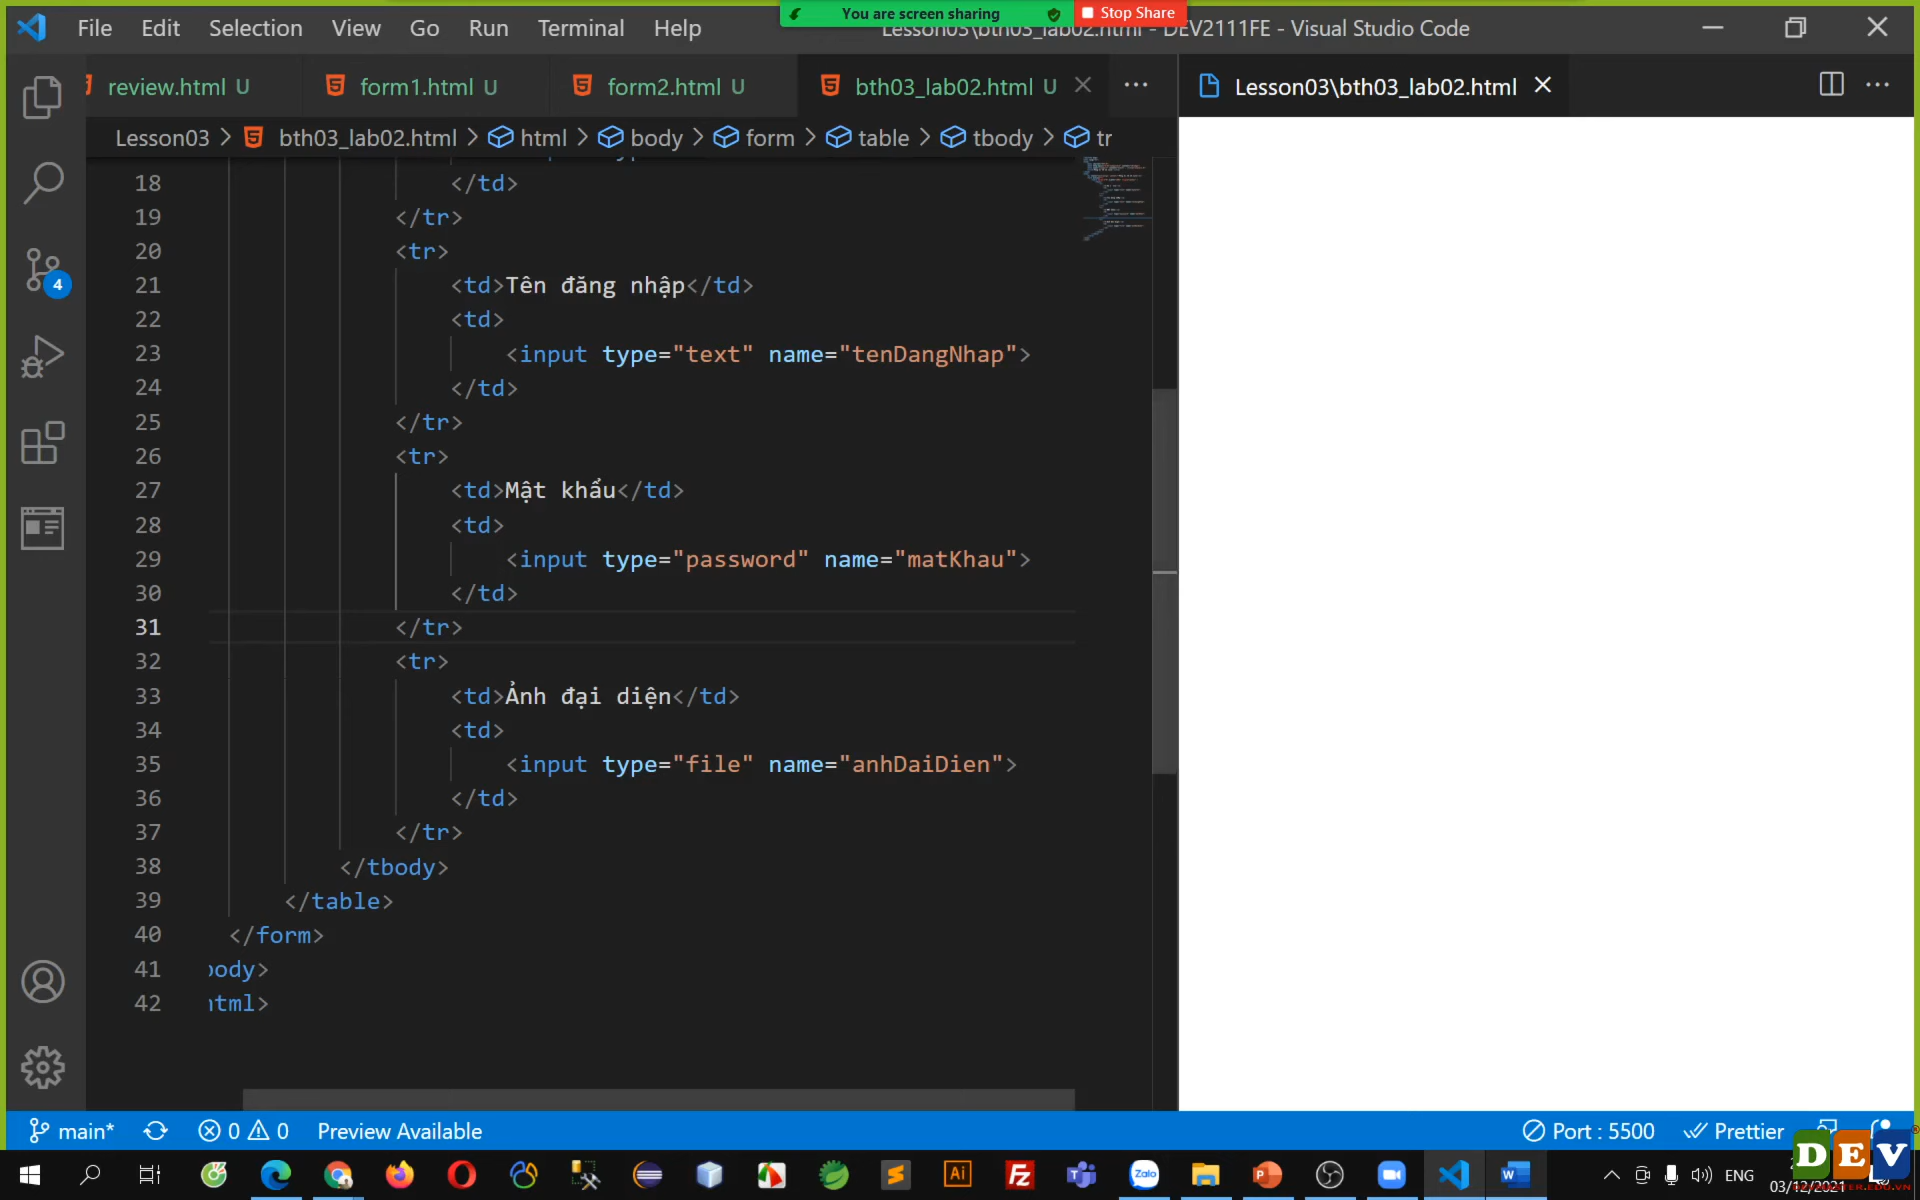 File Edit Selection View Go Run Terminal Help
You are screen sharing
Stop Share
Lesson03\bth03_lab02.html - DEV2111FE - Visual Studio Code
review.html U
form1.html U
form2.html U
bth03_lab02.html U
Lesson03\bth03_lab02.html
Lesson03 > bth03_lab02.html > html > body > form > table > tbody > tr
18 </td>
19 </tr>
20 <tr>
21 <td>Tên đăng nhập</td>
22 <td>
23 <input type="text" name="tenDangNhap">
24 </td>
25 </tr>
26 <tr>
27 <td>Mật khẩu</td>
28 <td>
29 <input type="password" name="matKhau">
30 </td>
31 </tr>
32 <tr>
33 <td>Ảnh đại diện</td>
34 <td>
35 <input type="file" name="anhDaiDien">
36 </td>
37 </tr>
38 </tbody>
39 </table>
40 </form>
41 body>
42 html>
4
main* 0 0 Preview Available
Port : 5500 Prettier
ENG
03/12/2021
DEV